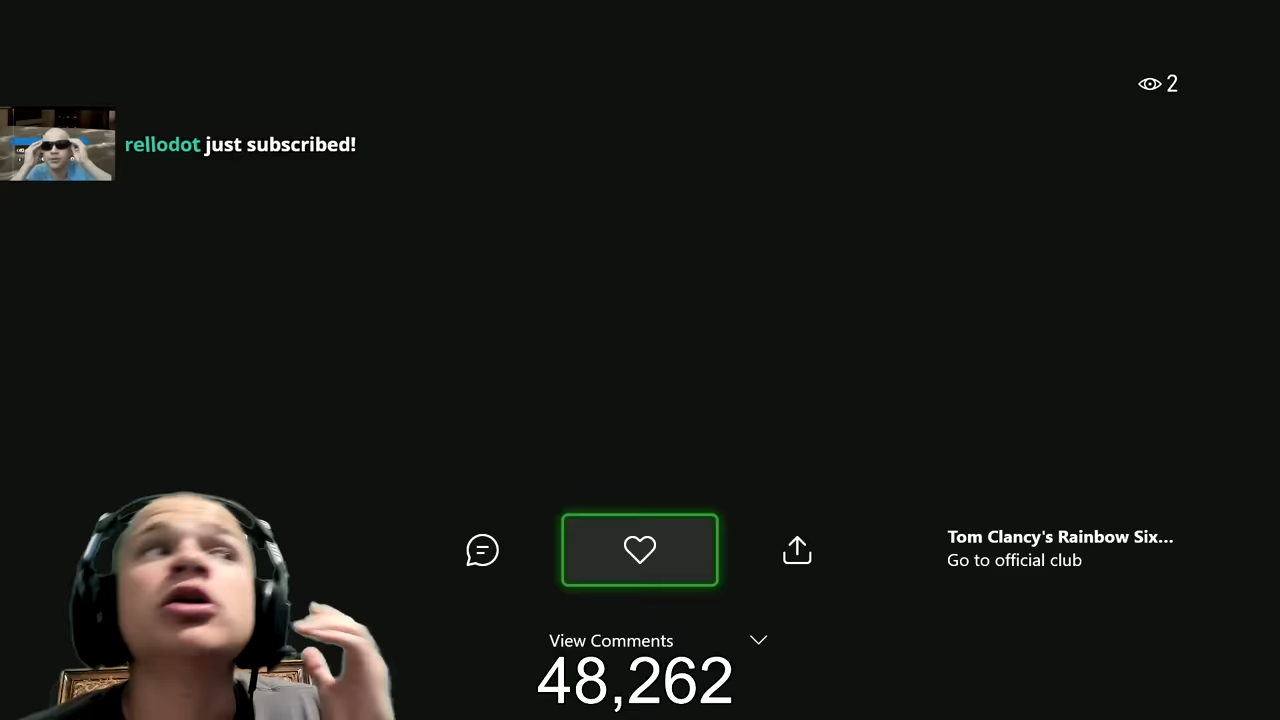 2
rellodot just subscribed!
Tom Clancy's Rainbow Six...
Go to official club
View Comments
48,262